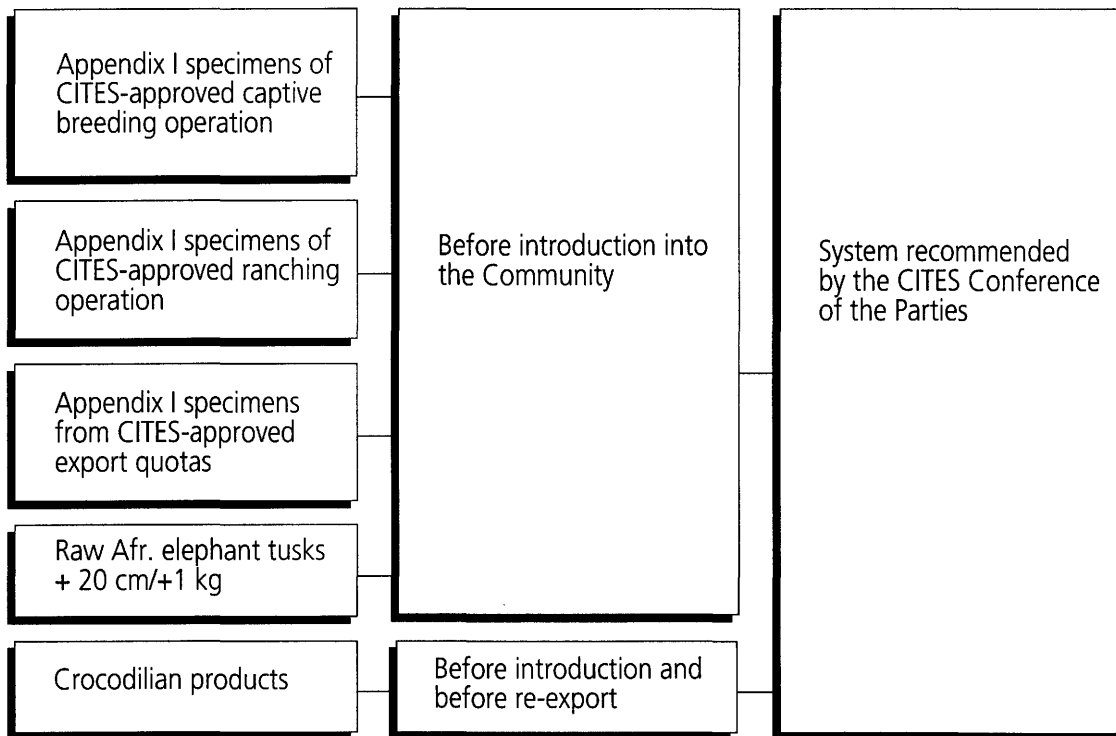 Appendix I specimens of
CITES-approved captive
breeding operation
Appendix I specimens of
CITES-approved ranching
operation
Appendix I specimens
from CITES-approved
export quotas
Raw Afr. elephant tusks
+ 20 cm/+1 kg
Crocodilian products
Before introduction into
the Community
Before introduction and
before re-export
System recommended
by the CITES Conference
of the Parties